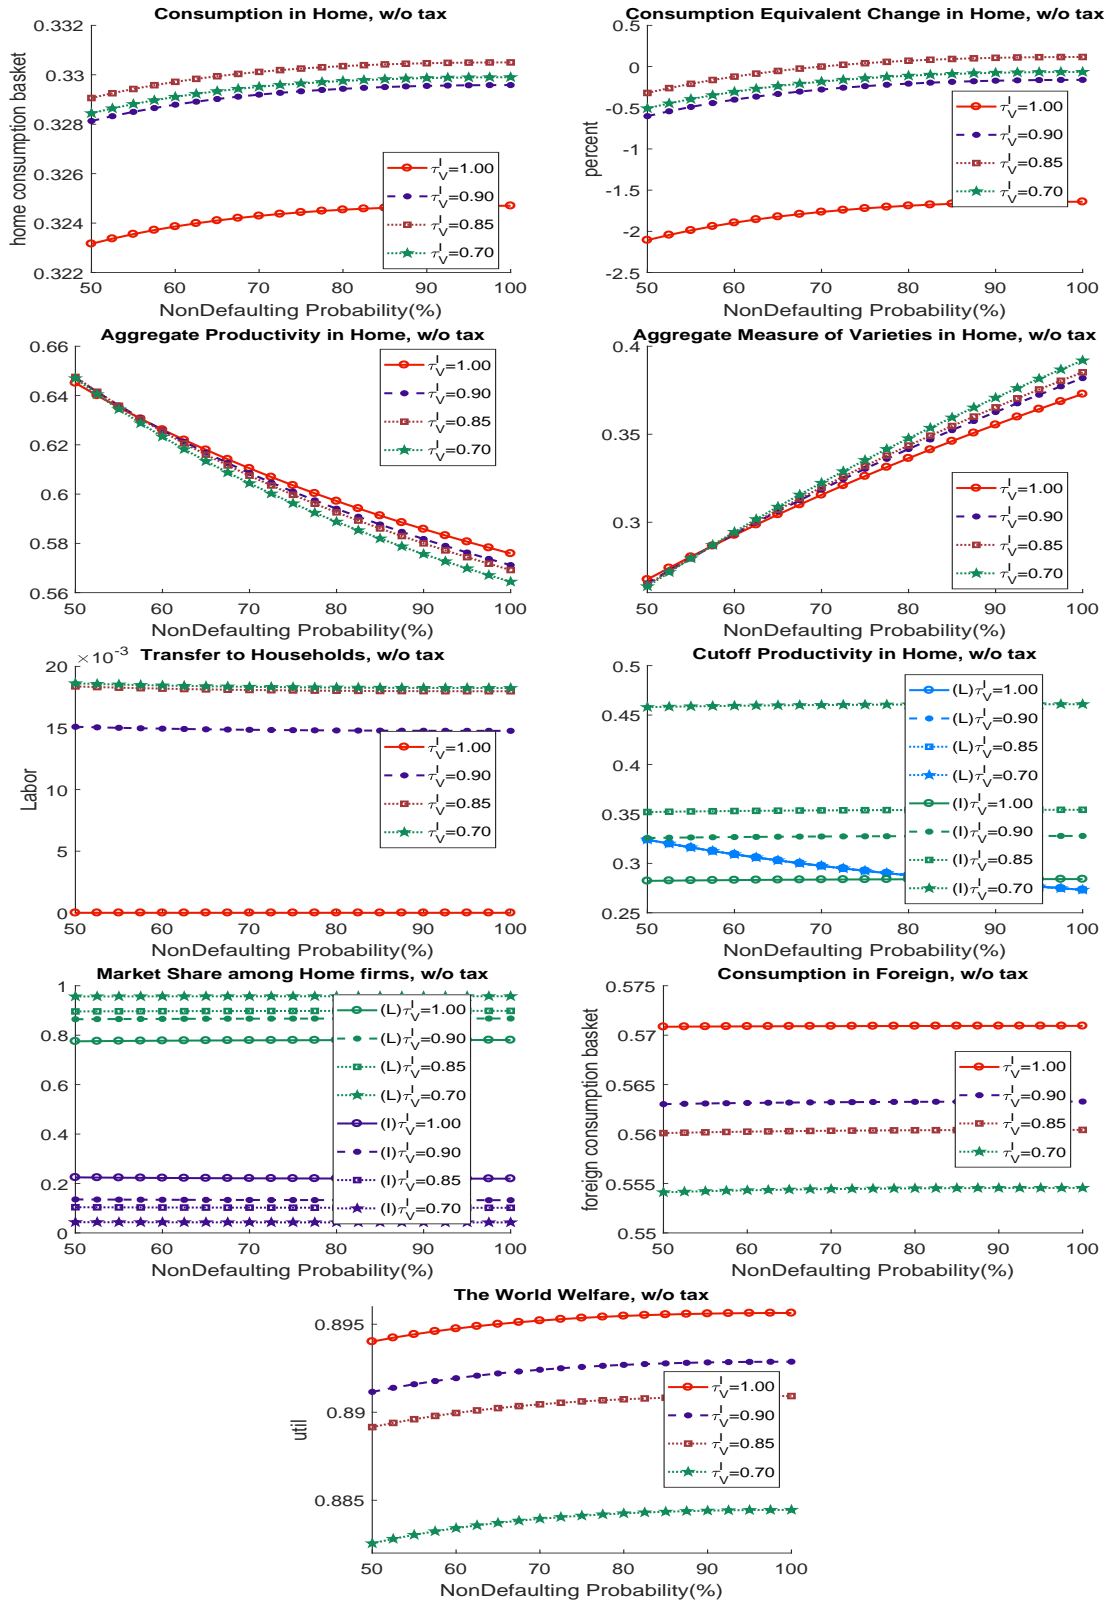 Consumption in Home, w/o tax
home consumption basket
0.332
0.33
0.328
0.326
0.324
0.322
50 60 70 80 90 100
NonDefaulting Probability(%)
τ_V^I=1.00
τ_V^I=0.90
τ_V^I=0.85
τ_V^I=0.70
Consumption Equivalent Change in Home, w/o tax
percent
0.5
0
-0.5
-1
-1.5
-2
-2.5
50 60 70 80 90 100
NonDefaulting Probability(%)
τ_V^I=1.00
τ_V^I=0.90
τ_V^I=0.85
τ_V^I=0.70
Aggregate Productivity in Home, w/o tax
0.66
0.64
0.62
0.6
0.58
0.56
50 60 70 80 90 100
NonDefaulting Probability(%)
τ_V^I=1.00
τ_V^I=0.90
τ_V^I=0.85
τ_V^I=0.70
Aggregate Measure of Varieties in Home, w/o tax
0.4
0.35
0.3
50 60 70 80 90 100
NonDefaulting Probability(%)
τ_V^I=1.00
τ_V^I=0.90
τ_V^I=0.85
τ_V^I=0.70
Transfer to Households, w/o tax
×10^-3
Labor
20
15
10
5
0
50 60 70 80 90 100
NonDefaulting Probability(%)
τ_V^I=1.00
τ_V^I=0.90
τ_V^I=0.85
τ_V^I=0.70
Cutoff Productivity in Home, w/o tax
0.5
0.45
0.4
0.35
0.3
0.25
50 60 70 80 90 100
NonDefaulting Probability(%)
(L)τ_V^I=1.00
(L)τ_V^I=0.90
(L)τ_V^I=0.85
(L)τ_V^I=0.70
(I)τ_V^I=1.00
(I)τ_V^I=0.90
(I)τ_V^I=0.85
(I)τ_V^I=0.70
Market Share among Home firms, w/o tax
1
0.8
0.6
0.4
0.2
0
50 60 70 80 90 100
NonDefaulting Probability(%)
(L)τ_V^I=1.00
(L)τ_V^I=0.90
(L)τ_V^I=0.85
(L)τ_V^I=0.70
(I)τ_V^I=1.00
(I)τ_V^I=0.90
(I)τ_V^I=0.85
(I)τ_V^I=0.70
Consumption in Foreign, w/o tax
foreign consumption basket
0.575
0.57
0.565
0.56
0.555
0.55
50 60 70 80 90 100
NonDefaulting Probability(%)
τ_V^I=1.00
τ_V^I=0.90
τ_V^I=0.85
τ_V^I=0.70
The World Welfare, w/o tax
util
0.895
0.89
0.885
50 60 70 80 90 100
NonDefaulting Probability(%)
τ_V^I=1.00
τ_V^I=0.90
τ_V^I=0.85
τ_V^I=0.70